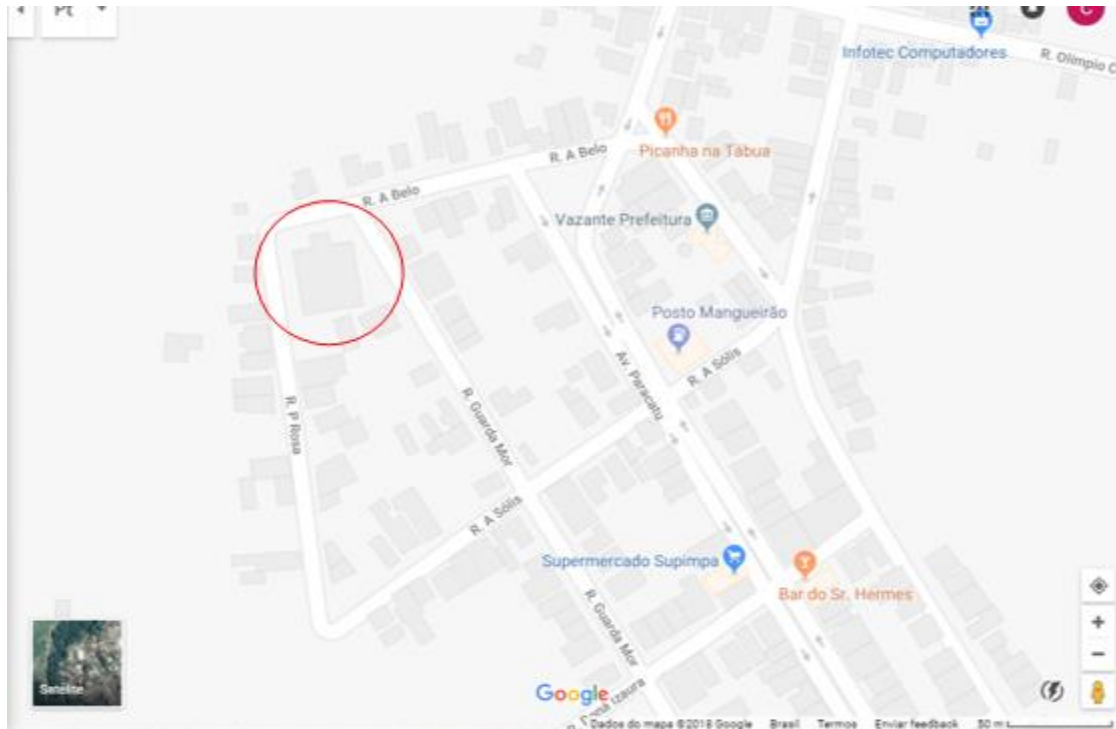 Pt
C
Infotec Computadores
R. Olímpio C
Picanha na Tábua
R. A Belo
R. A Belo
Vazante Prefeitura
Posto Mangueirão
R. A Sólis
Av. Paracatu
R. P Rosa
R. Guarda Mor
R. A Sólis
Supermercado Supimpa
Bar do Sr. Hermes
R. Guarda Mor
Satélite
Google
Dados do mapa ©2018 Google Brasil Termos Enviar feedback 50 m